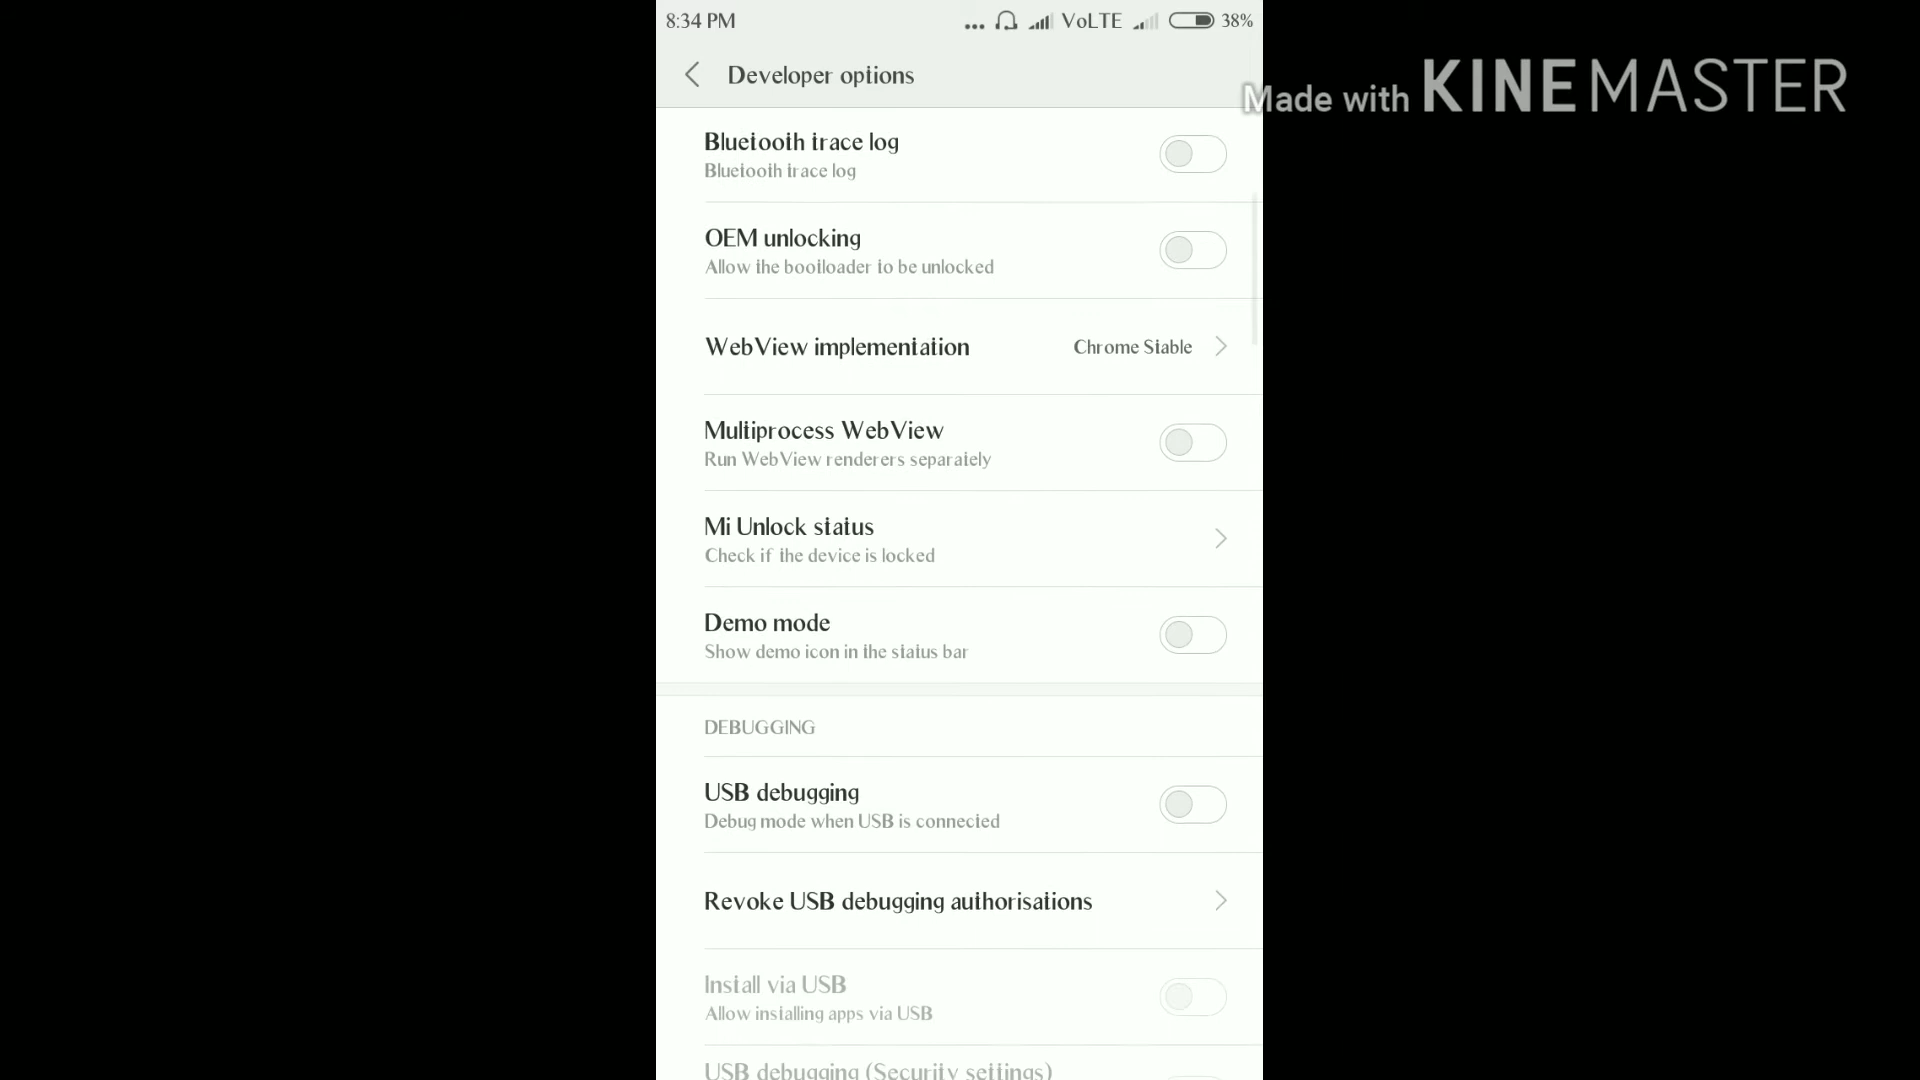 8:34 PM ... VoLTE 38%
Developer options
Made with KINEMASTER
Bluetooth trace log
Bluetooth trace log
OEM unlocking
Allow the bootloader to be unlocked
WebView implementation Chrome Stable
Multiprocess WebView
Run WebView renderers separately
Mi Unlock status
Check if the device is locked
Demo mode
Show demo icon in the status bar
DEBUGGING
USB debugging
Debug mode when USB is connected
Revoke USB debugging authorisations
Install via USB
Allow installing apps via USB
USB debugging (Security settings)